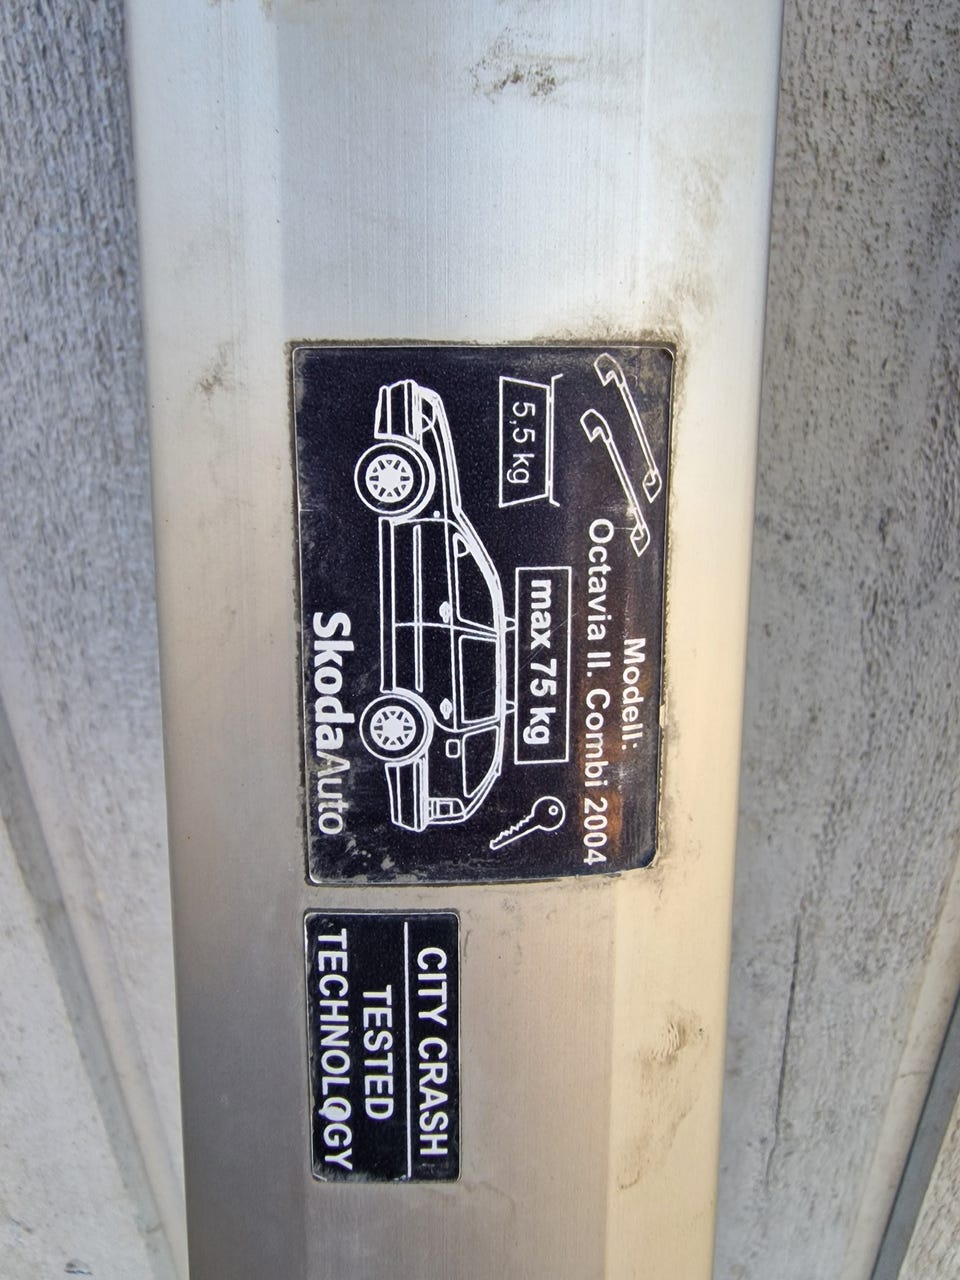 Modell:
Octavia II. Combi 2004
5,5 kg
max 75 kg
SkodaAuto
CITY CRASH
TESTED
TECHNOLOGY